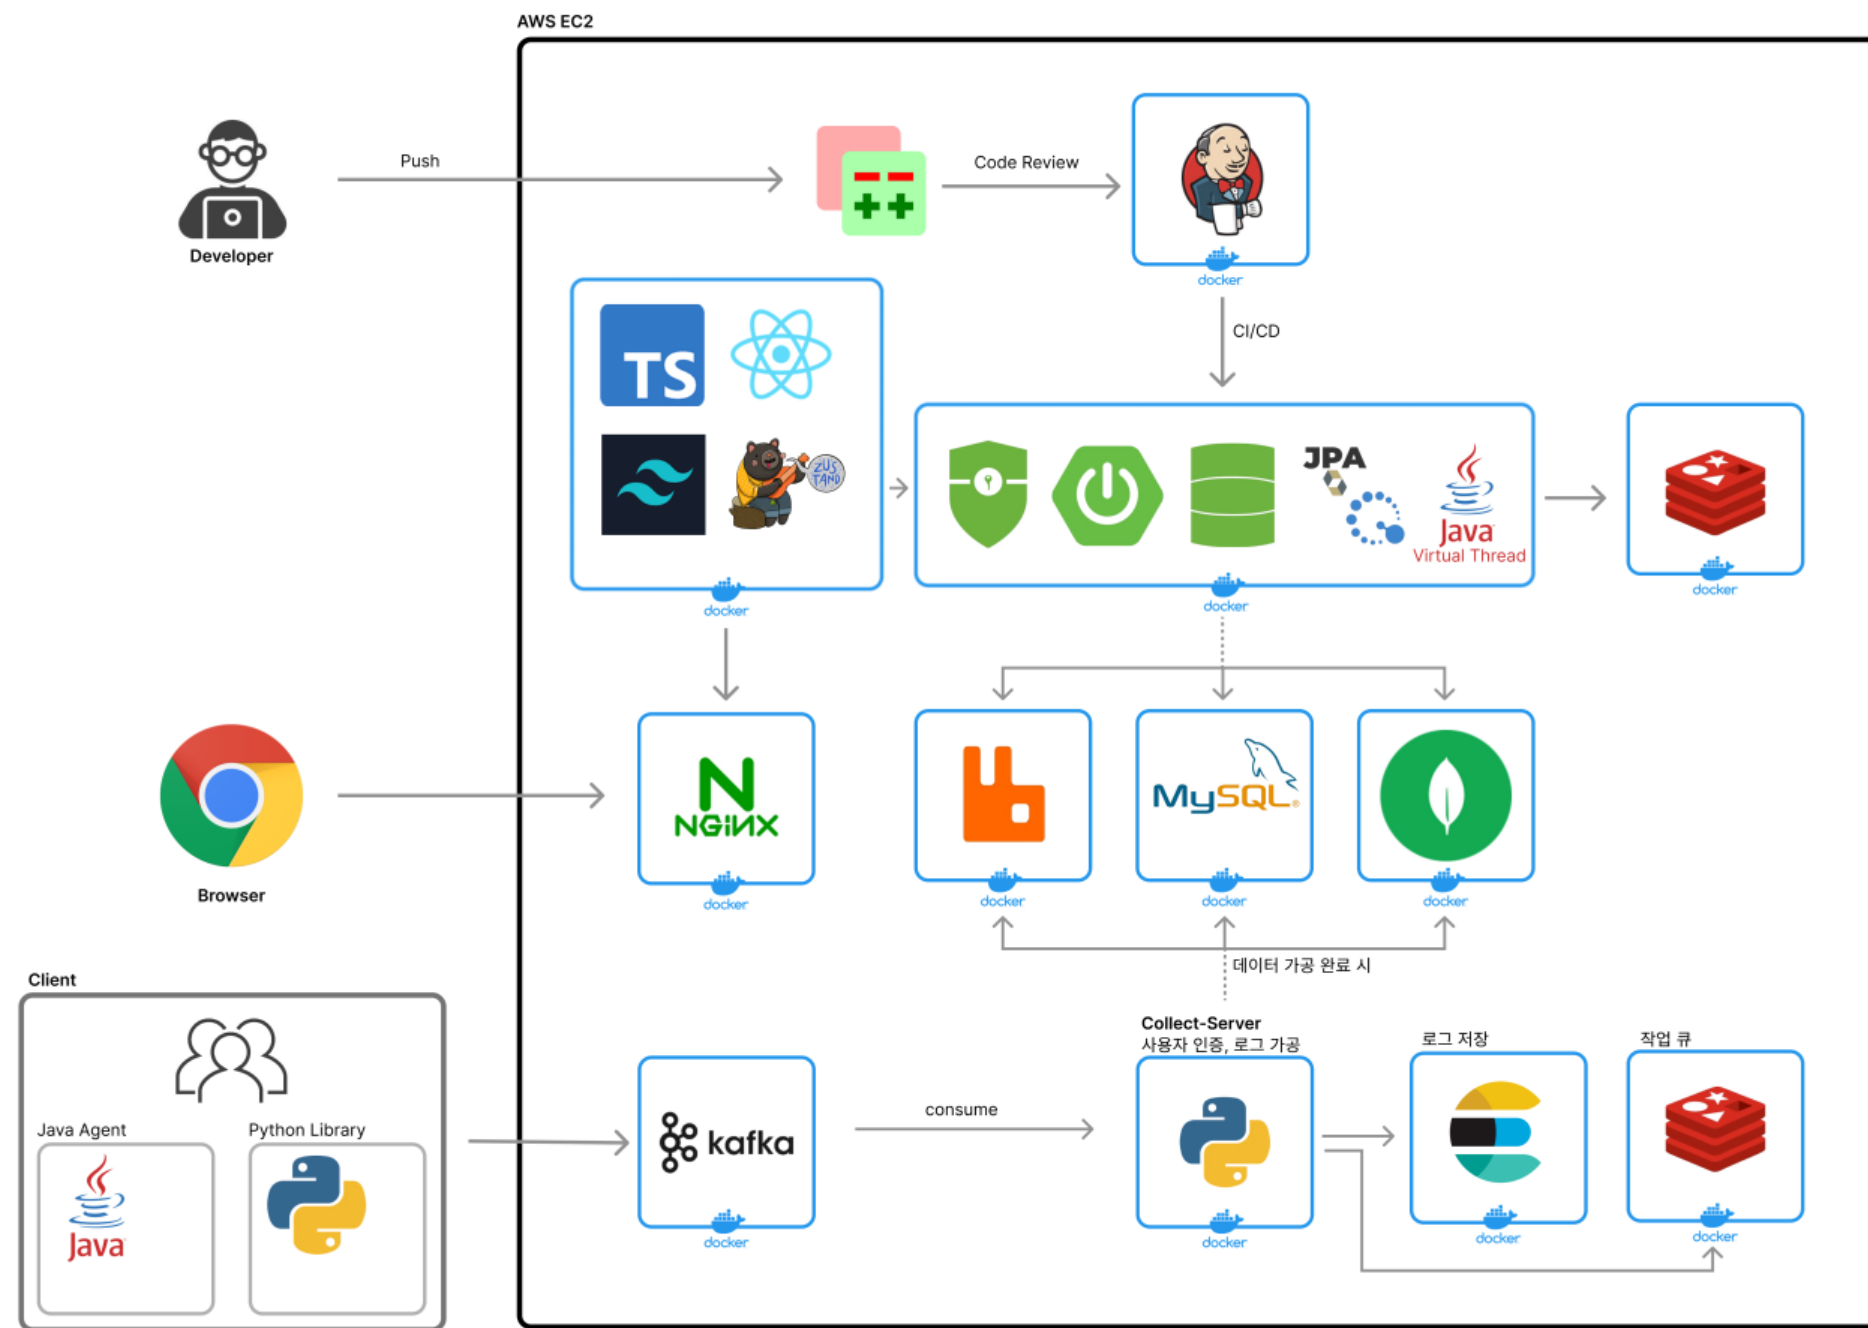 AWS EC2
Push
Code Review
Developer
docker
CI/CD
TS
ZUS
TAND
JPA
Java
Virtual Thread
docker
docker
docker
NGINX
MySQL
Browser
docker
docker
docker
docker
데이터 가공 완료 시
Client
Collect-Server
사용자 인증, 로그 가공
로그 저장
작업 큐
Java Agent
Python Library
Java
kafka
consume
docker
docker
docker
docker